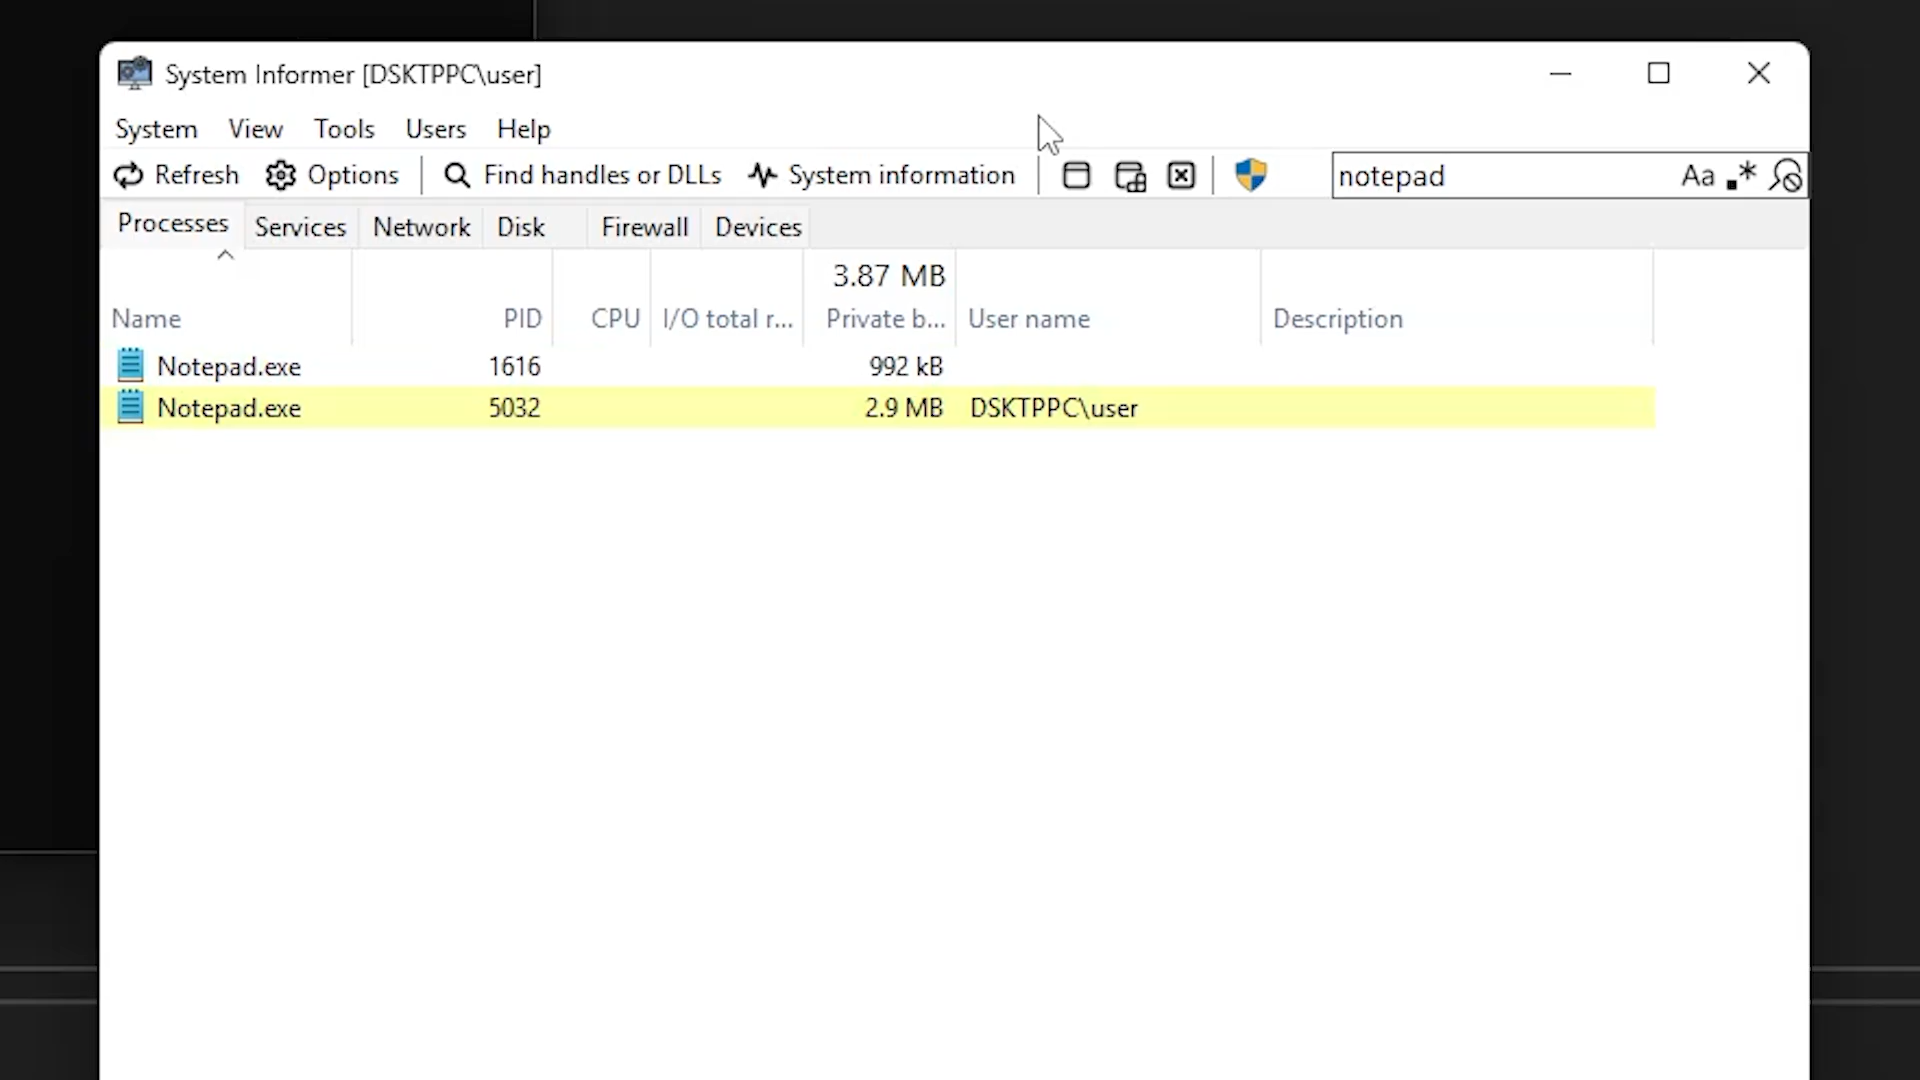 System Informer [DSKTPPC\user]
System View Tools Users Help
Refresh Options Find handles or DLLs System information notepad Aa .*
Processes Services Network Disk Firewall Devices
3.87 MB
Name PID CPU I/O total r... Private b... User name Description
Notepad.exe 1616 992 kB
Notepad.exe 5032 2.9 MB DSKTPPC\user